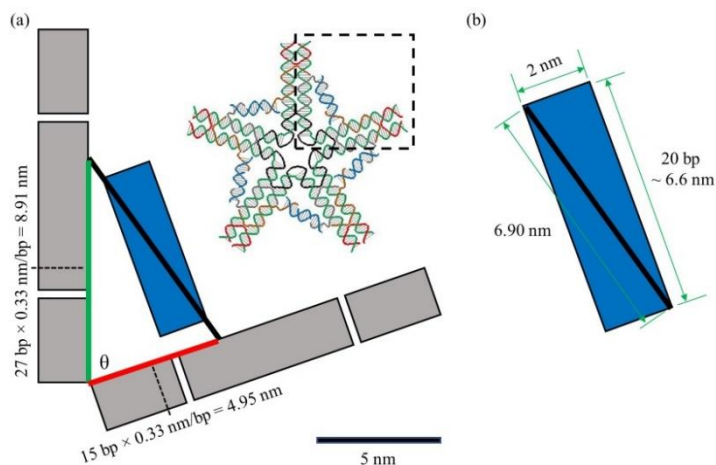 (a)
(b)
2 nm
20 bp
~ 6.6 nm
6.90 nm
27 bp × 0.33 nm/bp = 8.91 nm
θ
15 bp × 0.33 nm/bp = 4.95 nm
5 nm